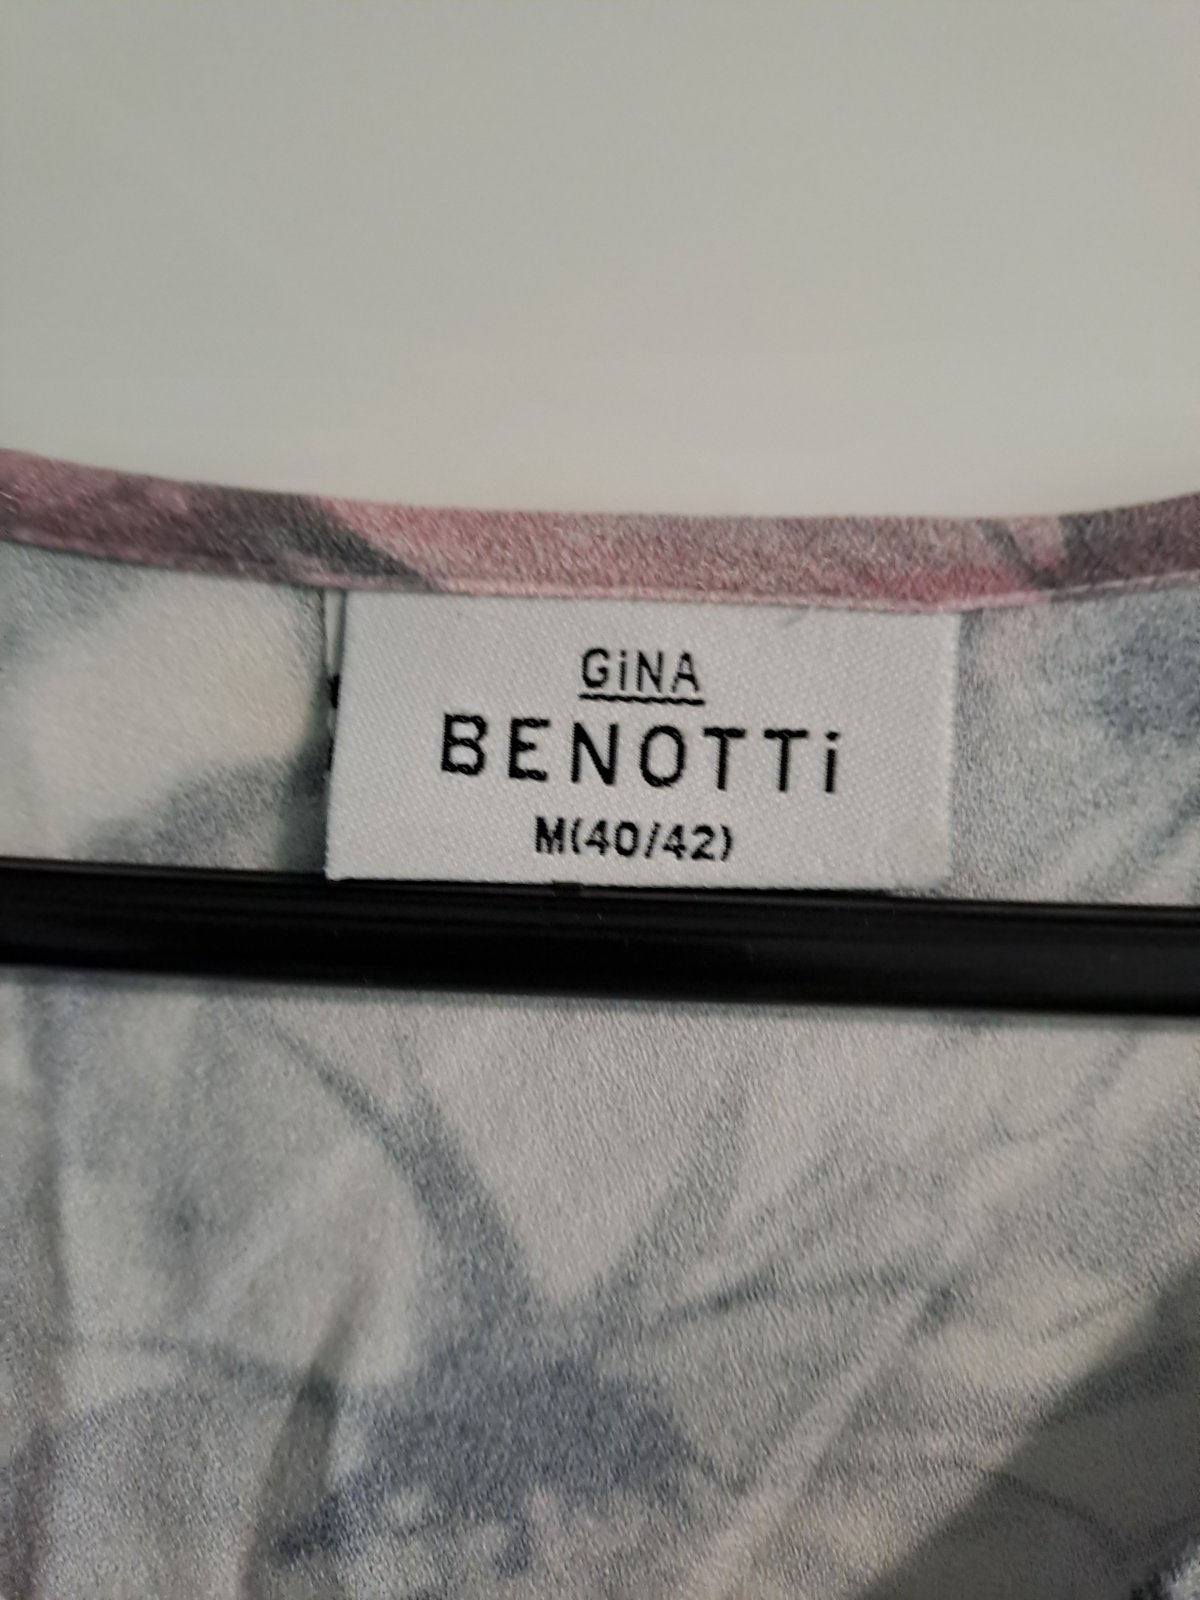 GiNA
BENOTTi
M(40/42)